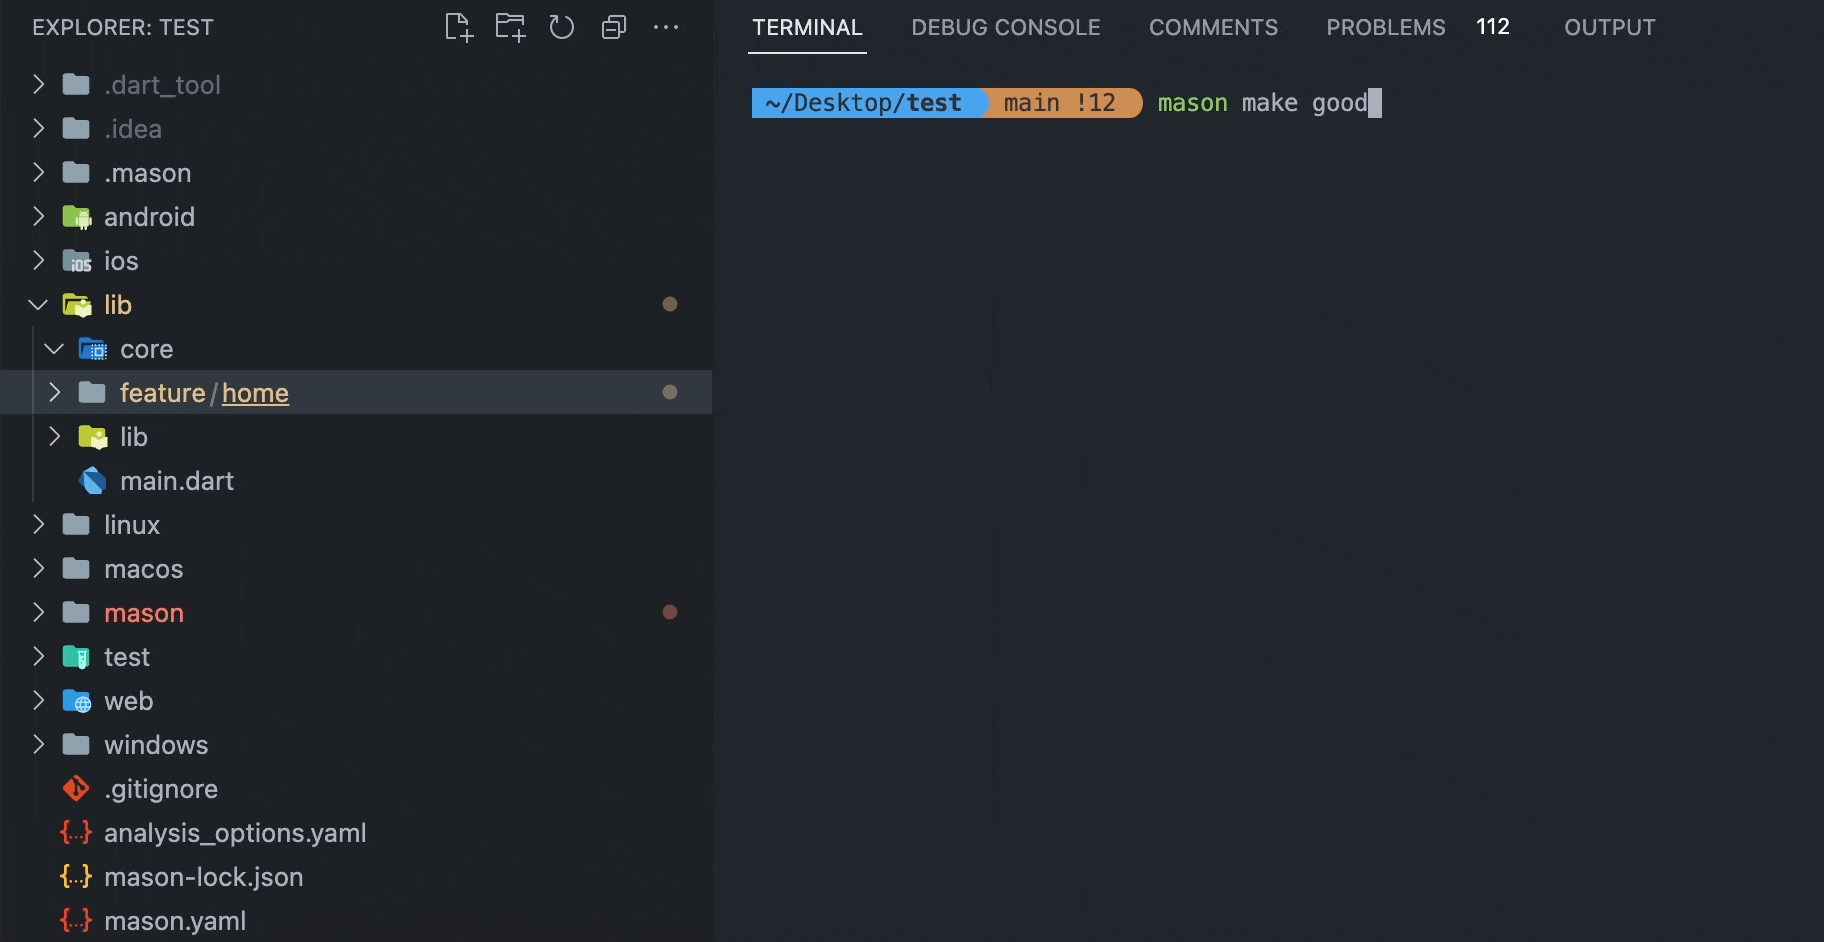 EXPLORER: TEST
.dart_tool
.idea
.mason
android
ios
lib
core
feature/home
lib
main.dart
linux
macos
mason
test
web
windows
.gitignore
analysis_options.yaml
mason-lock.json
mason.yaml
TERMINAL DEBUG CONSOLE COMMENTS PROBLEMS 112 OUTPUT
~/Desktop/test main !12 mason make good